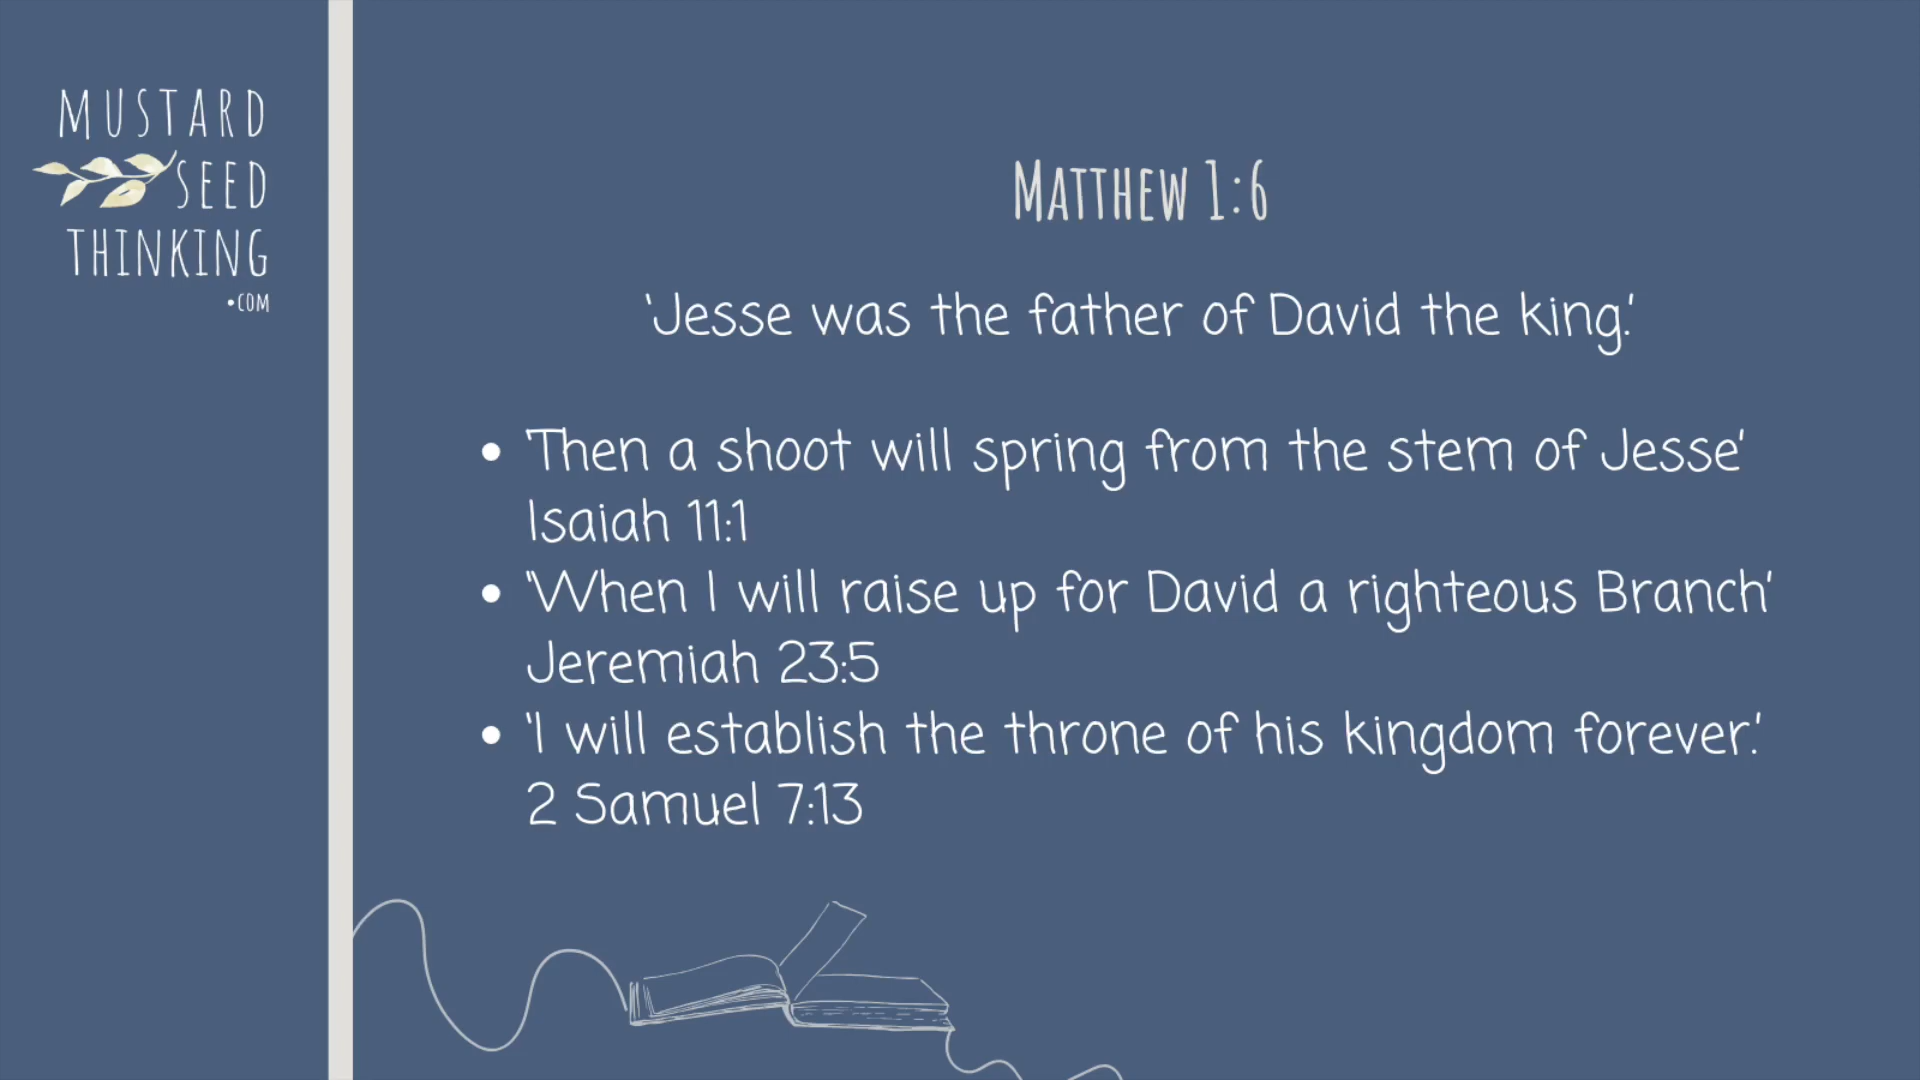 MUSTARD
SEED
THINKING
•COM
MATTHEW 1:6
'Jesse was the father of David the king.'
• 'Then a shoot will spring from the stem of Jesse'
Isaiah 11:1
• 'When I will raise up for David a righteous Branch'
Jeremiah 23:5
• 'I will establish the throne of his kingdom forever.'
2 Samuel 7:13